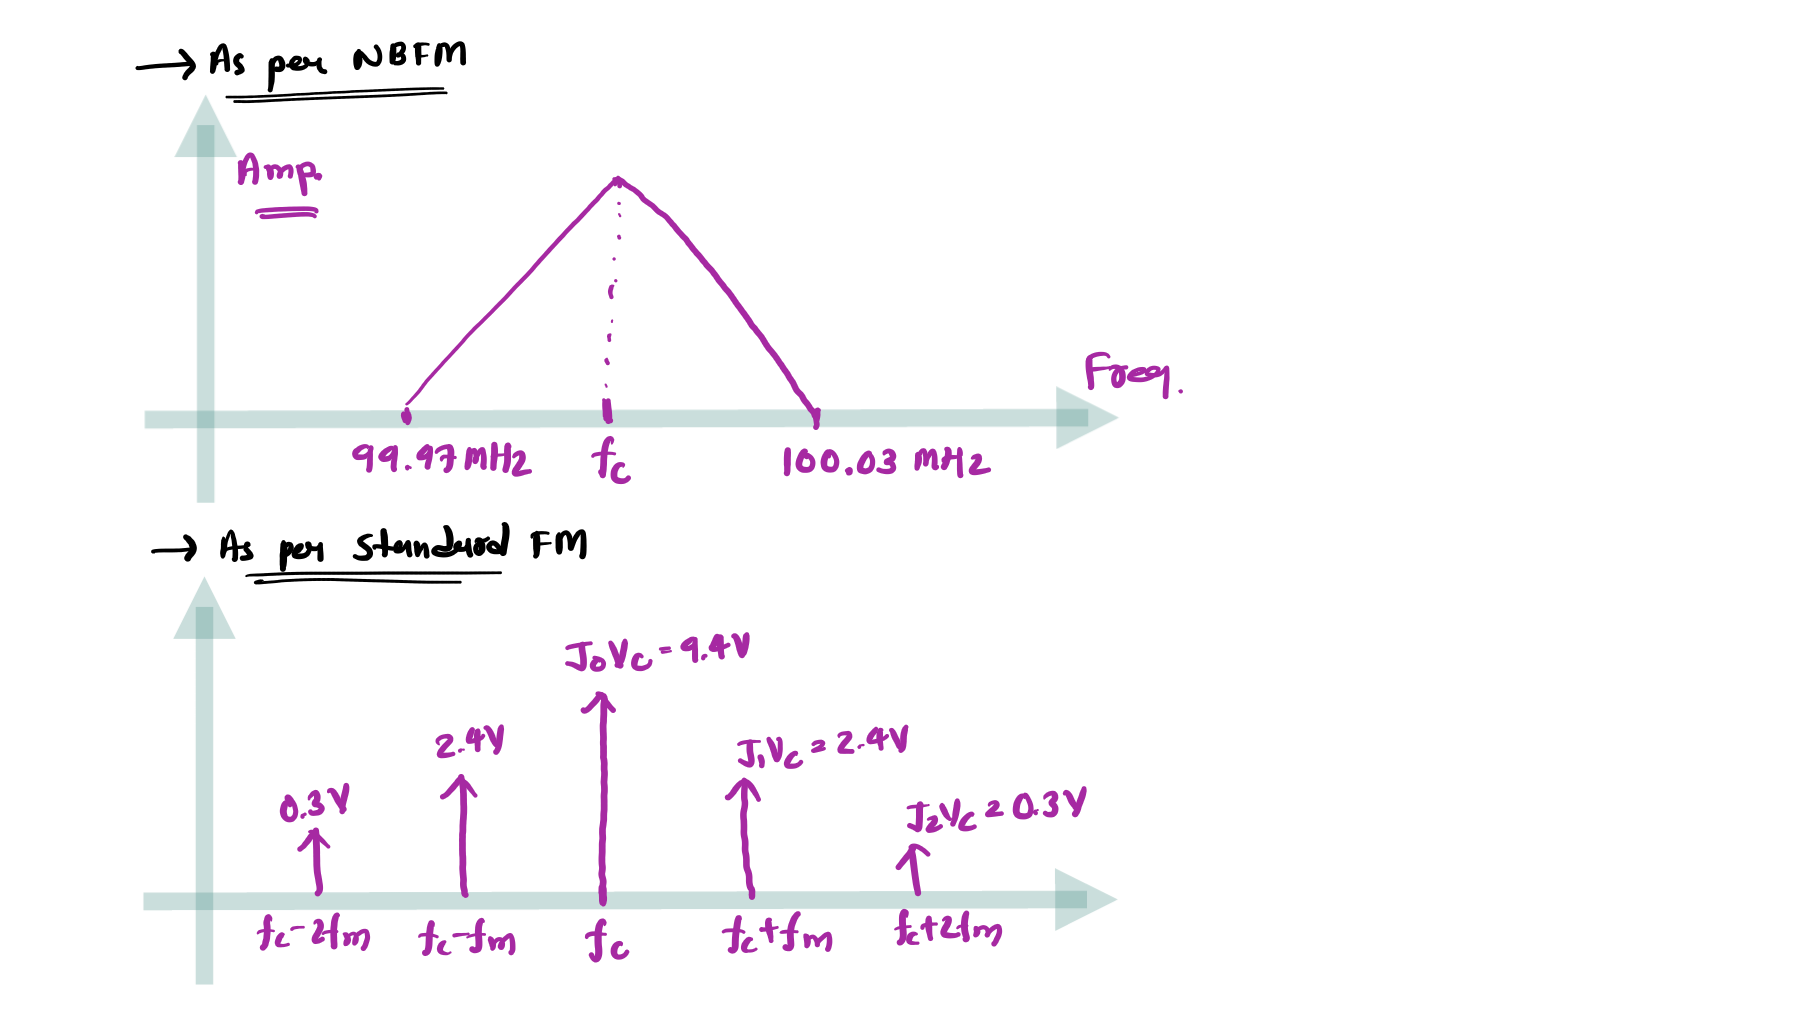 → As per NBFM
Amp.
Freq.
99.97 MHz
fc
100.03 MHz
→ As per Standard FM
J₀Vc = 9.4V
2.4V
J₁Vc = 2.4V
0.3V
J₂Vc = 0.3V
fc-2fm
fc-fm
fc
fc+fm
fc+2fm